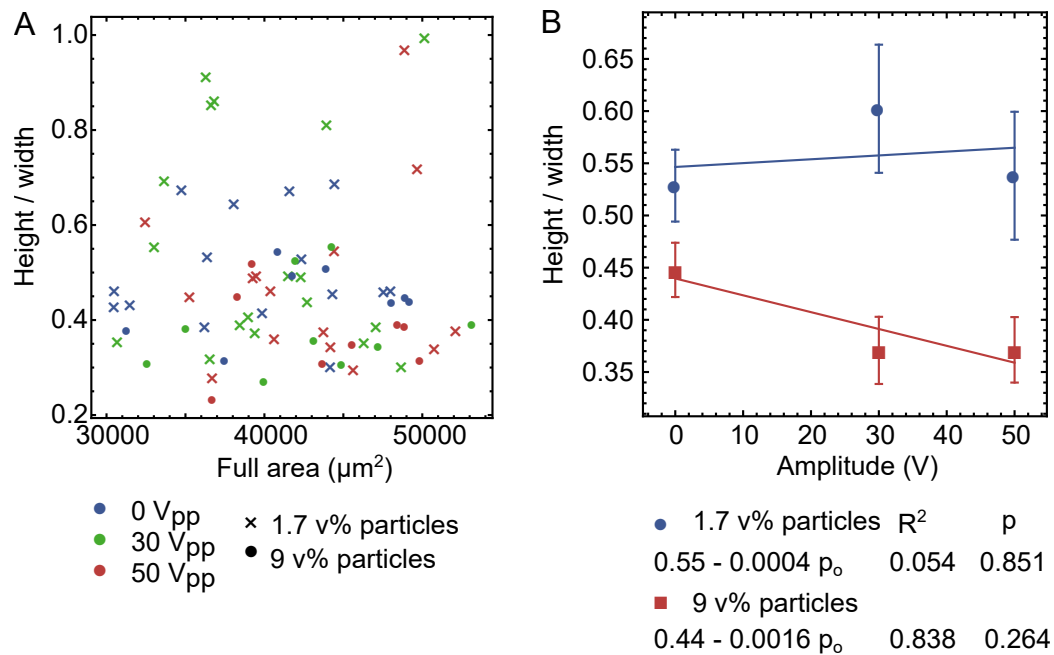 A
1.0
0.8
0.6
0.4
0.2
Height / width
30000 40000 50000
Full area (µm²)
0 Vpp
30 Vpp
50 Vpp
1.7 v% particles
9 v% particles
B
0.65
0.60
0.55
0.50
0.45
0.40
0.35
Height / width
0 10 20 30 40 50
Amplitude (V)
1.7 v% particles R² p
0.55 - 0.0004 pₒ 0.054 0.851
9 v% particles
0.44 - 0.0016 pₒ 0.838 0.264